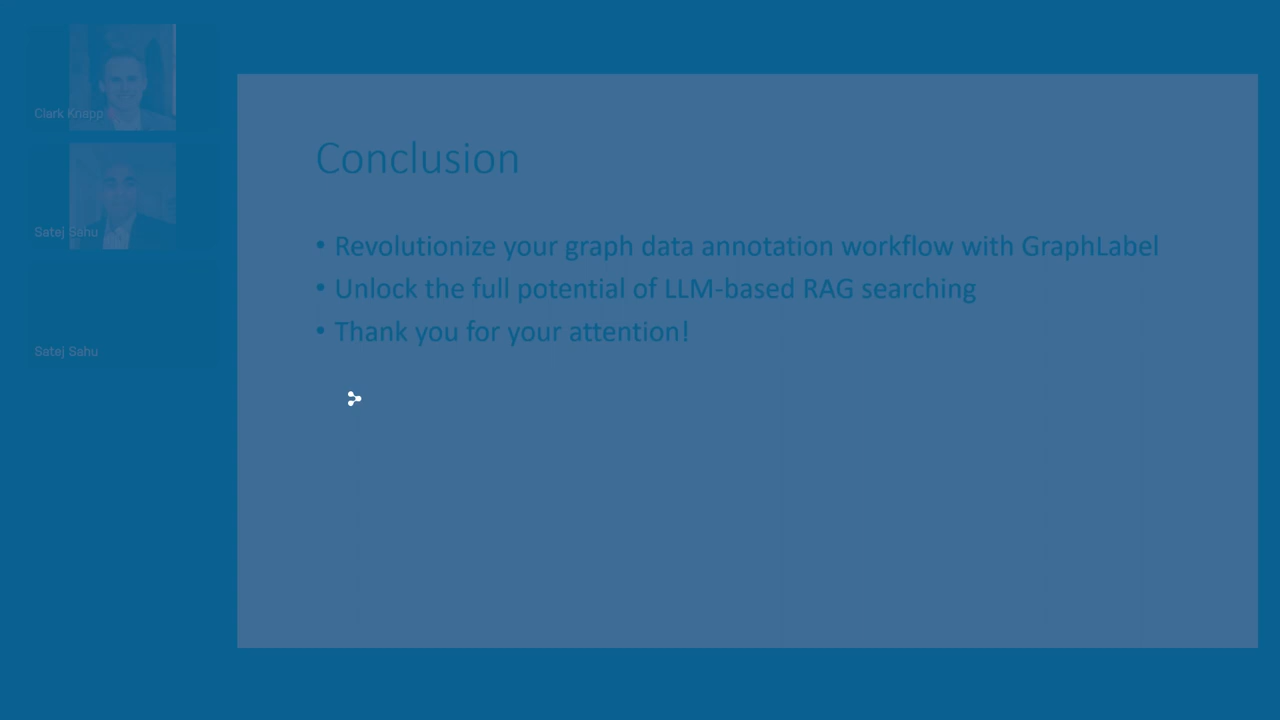 Clark Knapp
Satej Sahu
Satej Sahu
Conclusion
• Revolutionize your graph data annotation workflow with GraphLabel
• Unlock the full potential of LLM-based RAG searching
• Thank you for your attention!